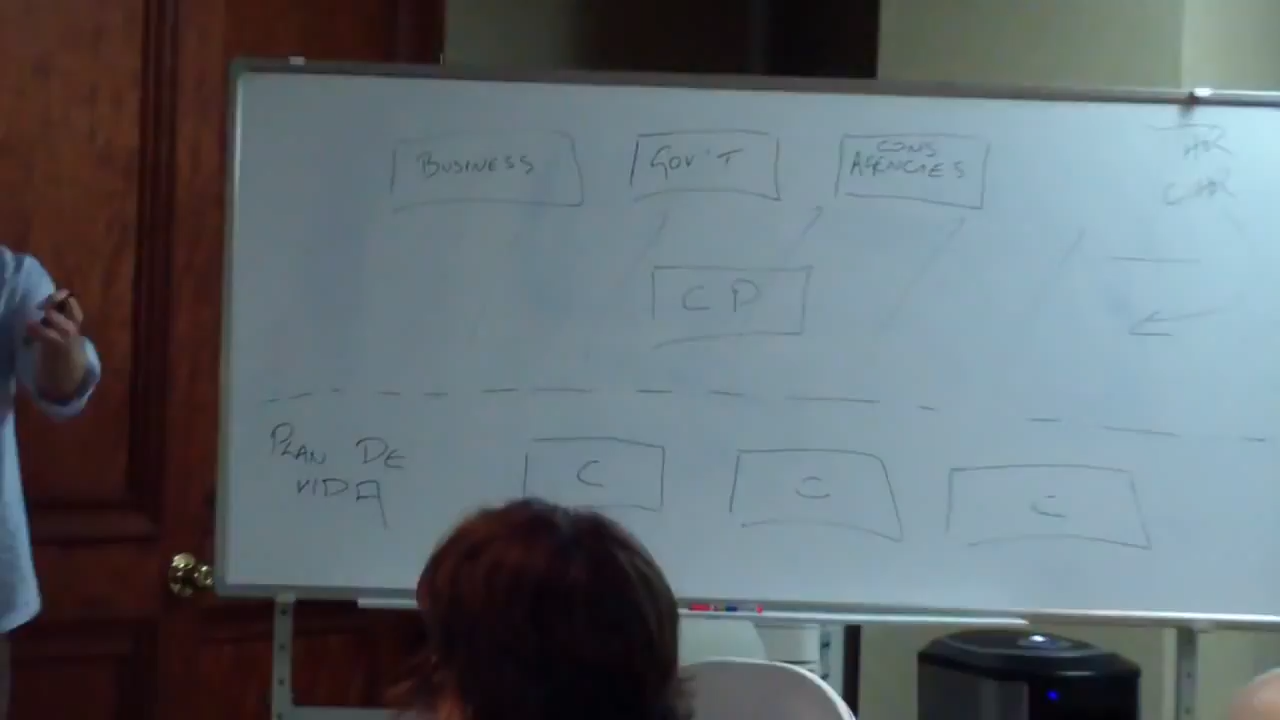 BUSINESS
GOV'T
CONS
AGENCIES
CP
PLAN DE
VIDA
C
C
C